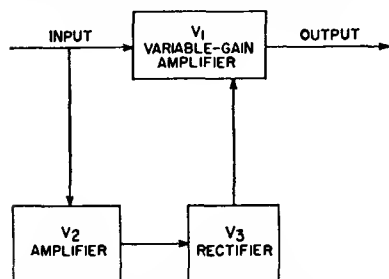 INPUT
V1
VARIABLE-GAIN
AMPLIFIER
OUTPUT
V2
AMPLIFIER
V3
RECTIFIER